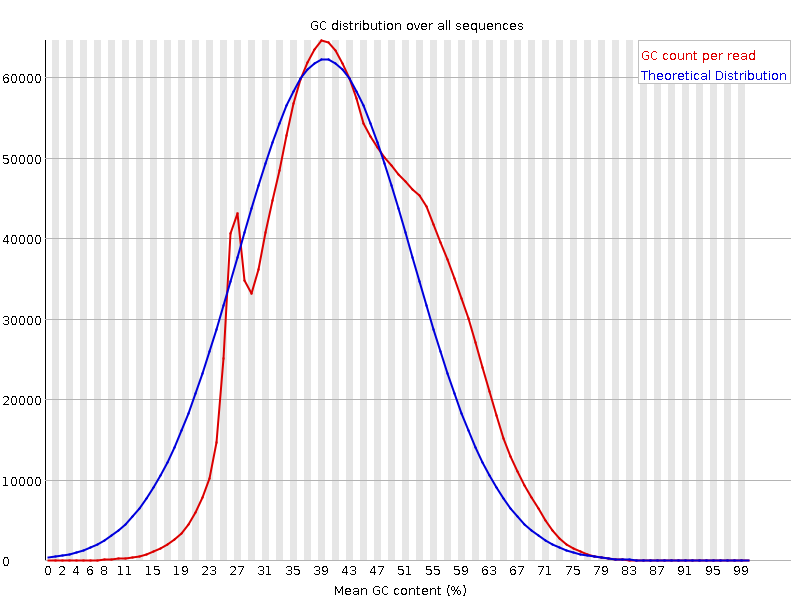 GC distribution over all sequences
GC count per read
Theoretical Distribution
60000
50000
40000
30000
20000
10000
0
0 2 4 6 8 11 15 19 23 27 31 35 39 43 47 51 55 59 63 67 71 75 79 83 87 91 95 99
Mean GC content (%)